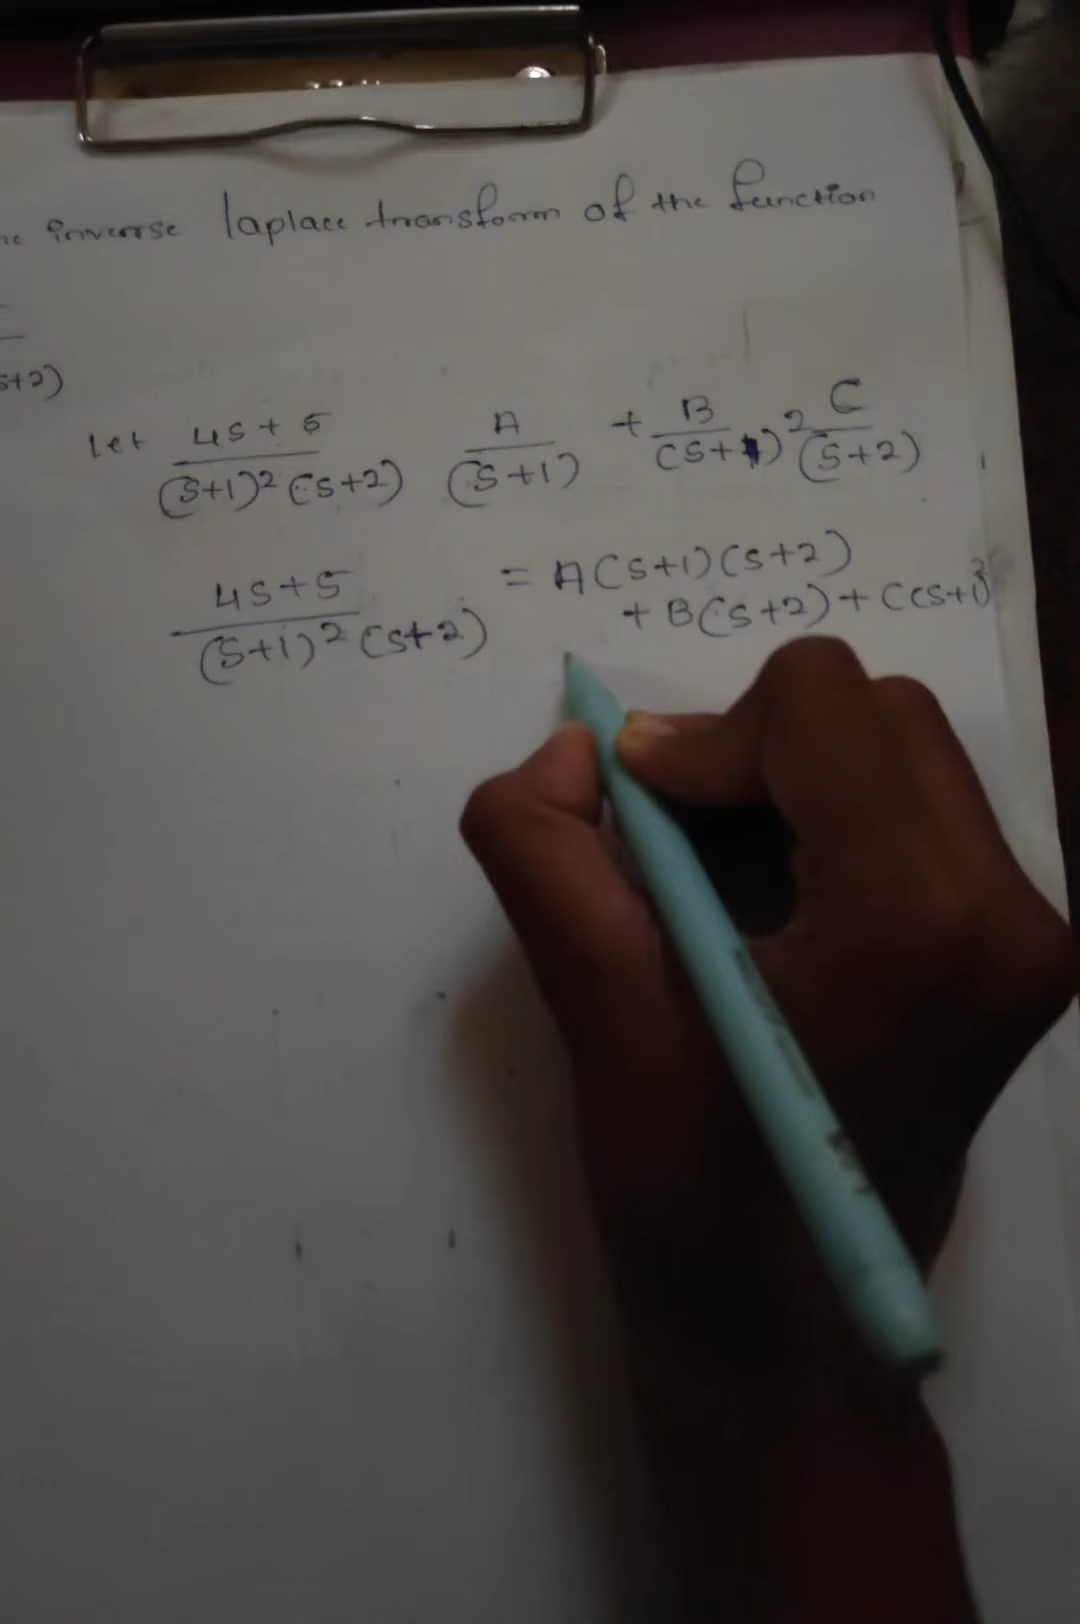 inverse laplace transform of the function
s+2)
Let 4s + 5 / (s+1)² (s+2) A / (s+1) + B / (s+1)² C / (s+2)
4s+5 / (s+1)² (s+2) = A(s+1)(s+2)
+ B(s+2) + C(s+1)²